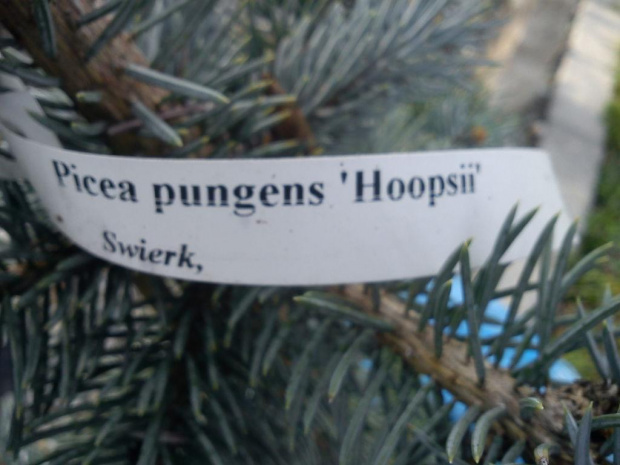 Picea pungens 'Hoopsii'
Swierk,